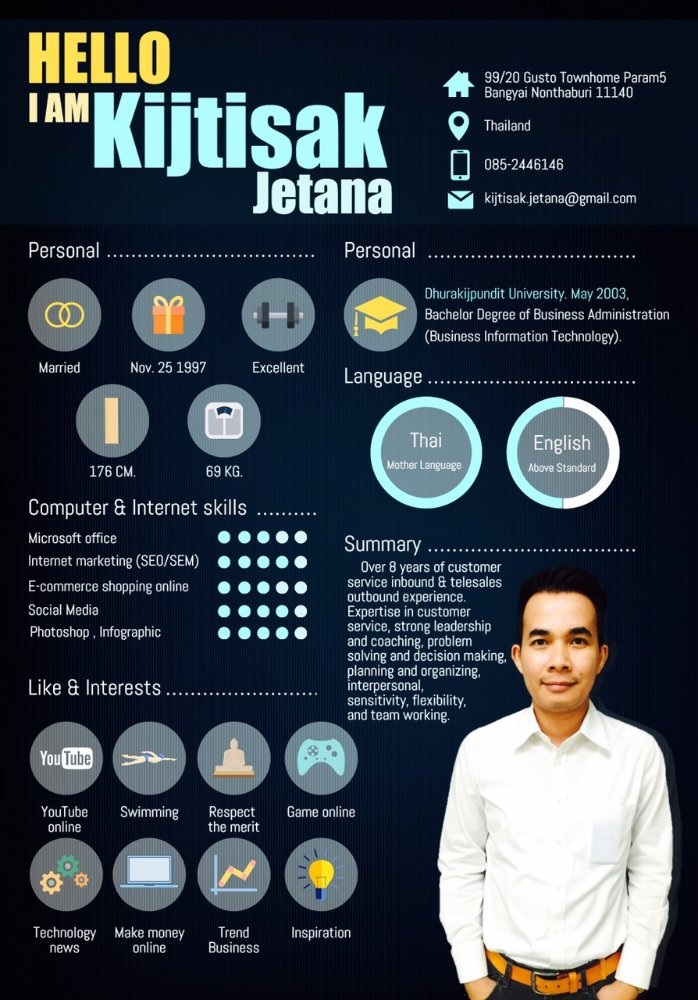 HELLO
I AM Kijtisak
Jetana
99/20 Gusto Townhome Param5
Bangyai Nonthaburi 11140
Thailand
085-2446146
kijtisak.jetana@gmail.com
Personal
Married
Nov. 25 1997
Excellent
176 CM.
69 KG.
Personal
Dhurakijpundit University. May 2003,
Bachelor Degree of Business Administration
(Business Information Technology).
Language
Thai
Mother Language
English
Above Standard
Computer & Internet skills
Microsoft office
Internet marketing (SEO/SEM)
E-commerce shopping online
Social Media
Photoshop , Infographic
Summary
Over 8 years of customer
service inbound & telesales
outbound experience.
Expertise in customer
service, strong leadership
and coaching, problem
solving and decision making,
planning and organizing,
interpersonal,
sensitivity, flexibility,
and team working.
Like & Interests
YouTube
YouTube
online
Swimming
Respect
the merit
Game online
Technology
news
Make money
online
Trend
Business
Inspiration